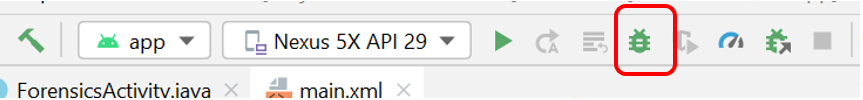 app Nexus 5X API 29
ForensicsActivity.java main.xml